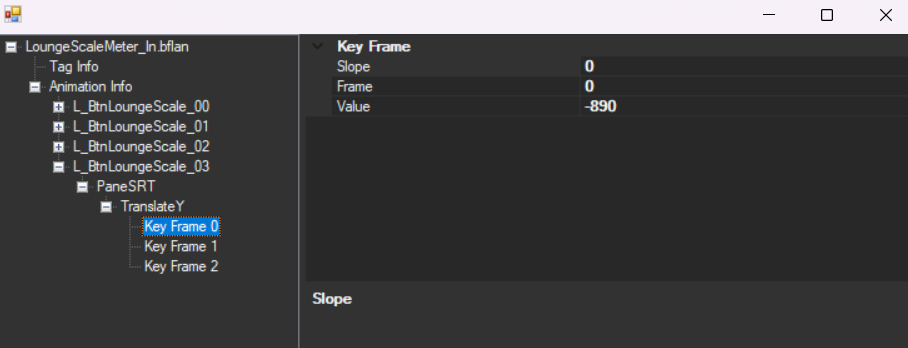 LoungeScaleMeter_In.bflan
Tag Info
Animation Info
L_BtnLoungeScale_00
L_BtnLoungeScale_01
L_BtnLoungeScale_02
L_BtnLoungeScale_03
PaneSRT
TranslateY
Key Frame 0
Key Frame 1
Key Frame 2
Key Frame
Slope 0
Frame 0
Value -890
Slope